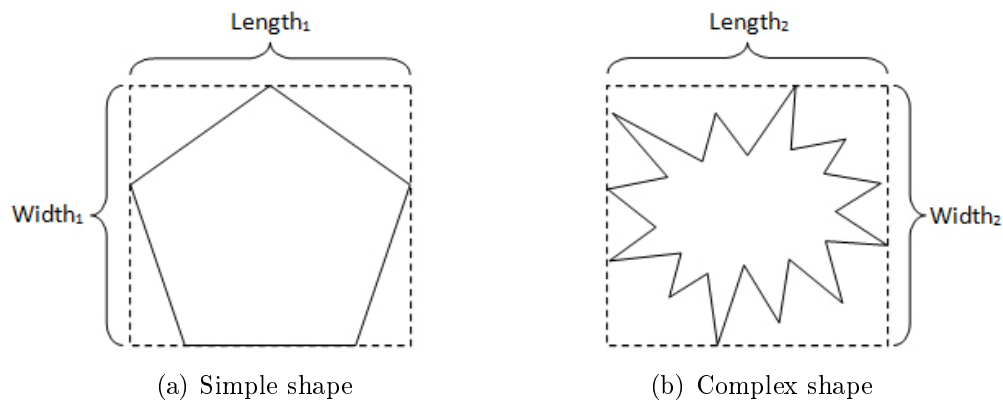 Length₁
Length₂
Width₁
Width₂
(a) Simple shape
(b) Complex shape